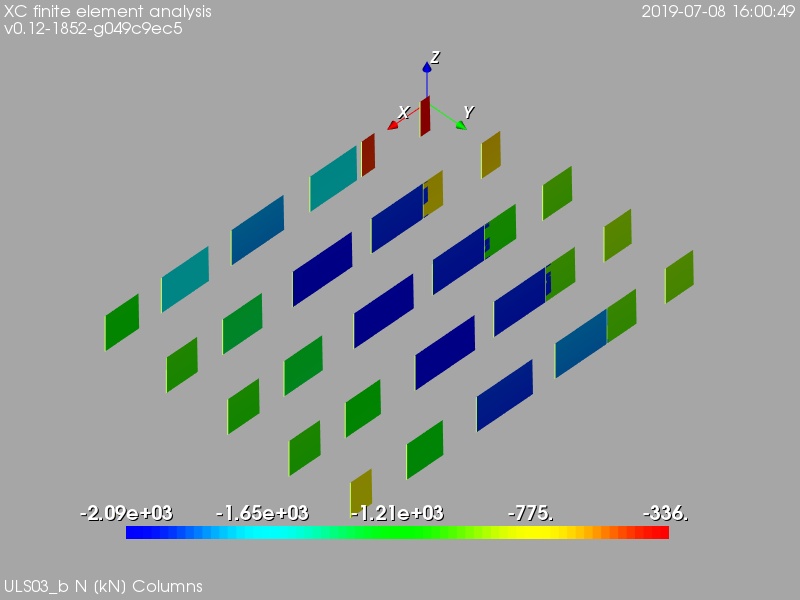 XC finite element analysis
v0.12-1852-g049c9ec5
2019-07-08 16:00:49
Z
X
Y
-2.09e+03 -1.65e+03 -1.21e+03 -775. -336.
ULS03_b N (kN) Columns